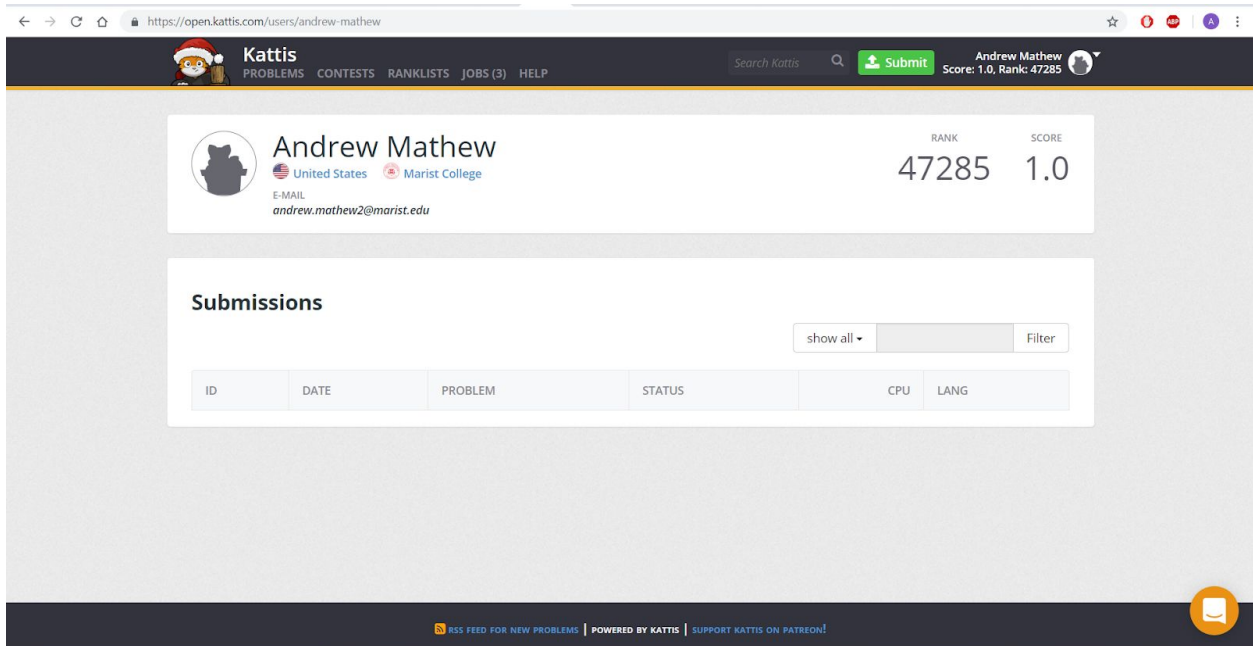 https://open.kattis.com/users/andrew-mathew
ABP
A
Kattis
PROBLEMS CONTESTS RANKLISTS JOBS (3) HELP
Search Kattis
Submit
Andrew Mathew
Score: 1.0, Rank: 47285
Andrew Mathew
United States Marist College
E-MAIL
andrew.mathew2@marist.edu
RANK SCORE
47285 1.0
Submissions
show all Filter
ID DATE PROBLEM STATUS CPU LANG
RSS FEED FOR NEW PROBLEMS | POWERED BY KATTIS | SUPPORT KATTIS ON PATREON!